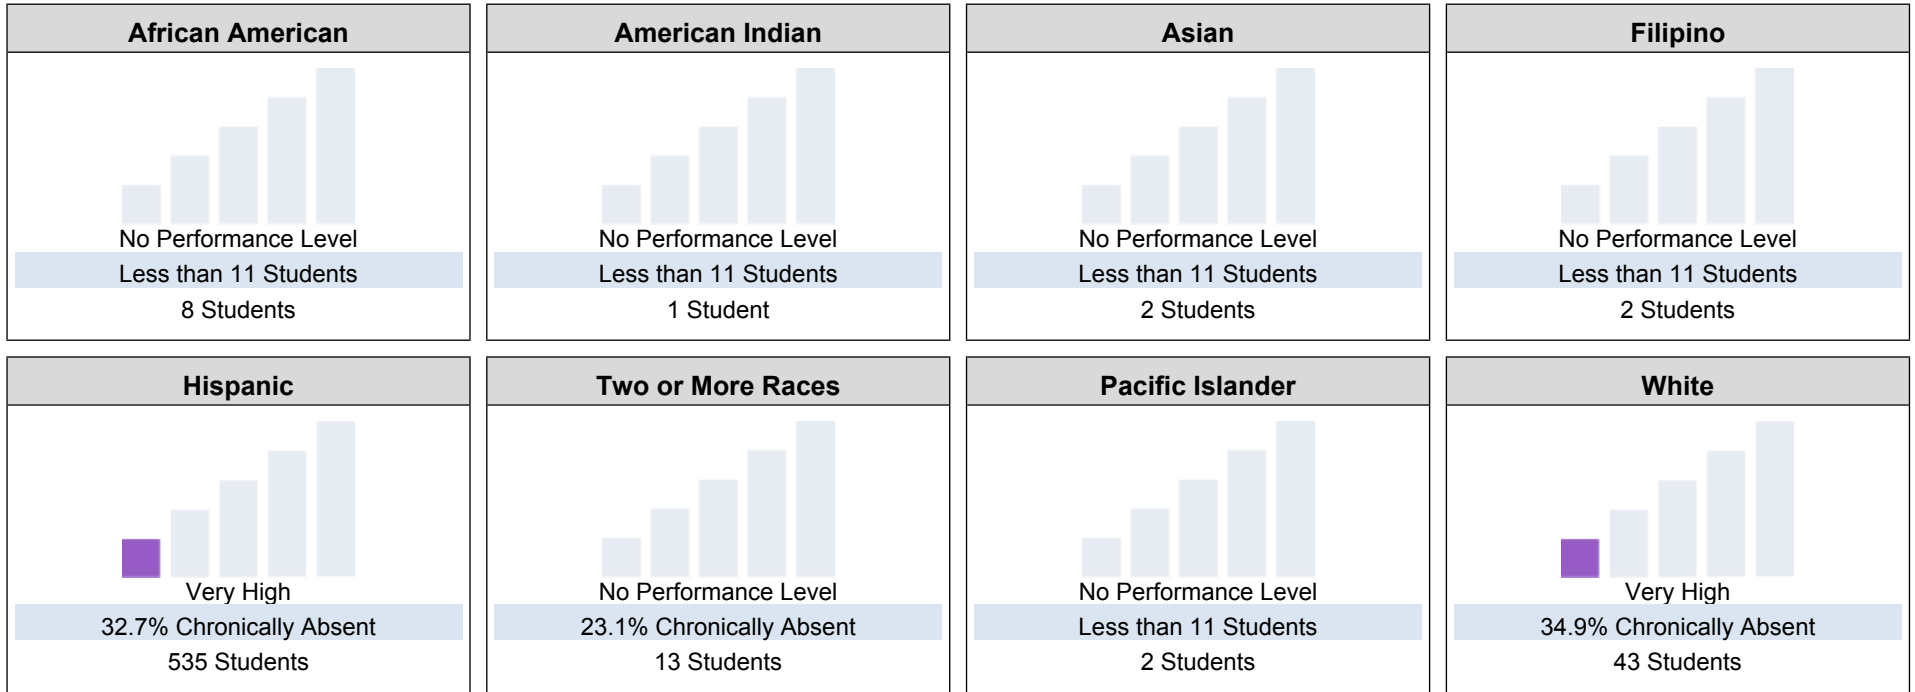 African American
No Performance Level
Less than 11 Students
8 Students
American Indian
No Performance Level
Less than 11 Students
1 Student
Asian
No Performance Level
Less than 11 Students
2 Students
Filipino
No Performance Level
Less than 11 Students
2 Students
Hispanic
Very High
32.7% Chronically Absent
535 Students
Two or More Races
No Performance Level
23.1% Chronically Absent
13 Students
Pacific Islander
No Performance Level
Less than 11 Students
2 Students
White
Very High
34.9% Chronically Absent
43 Students